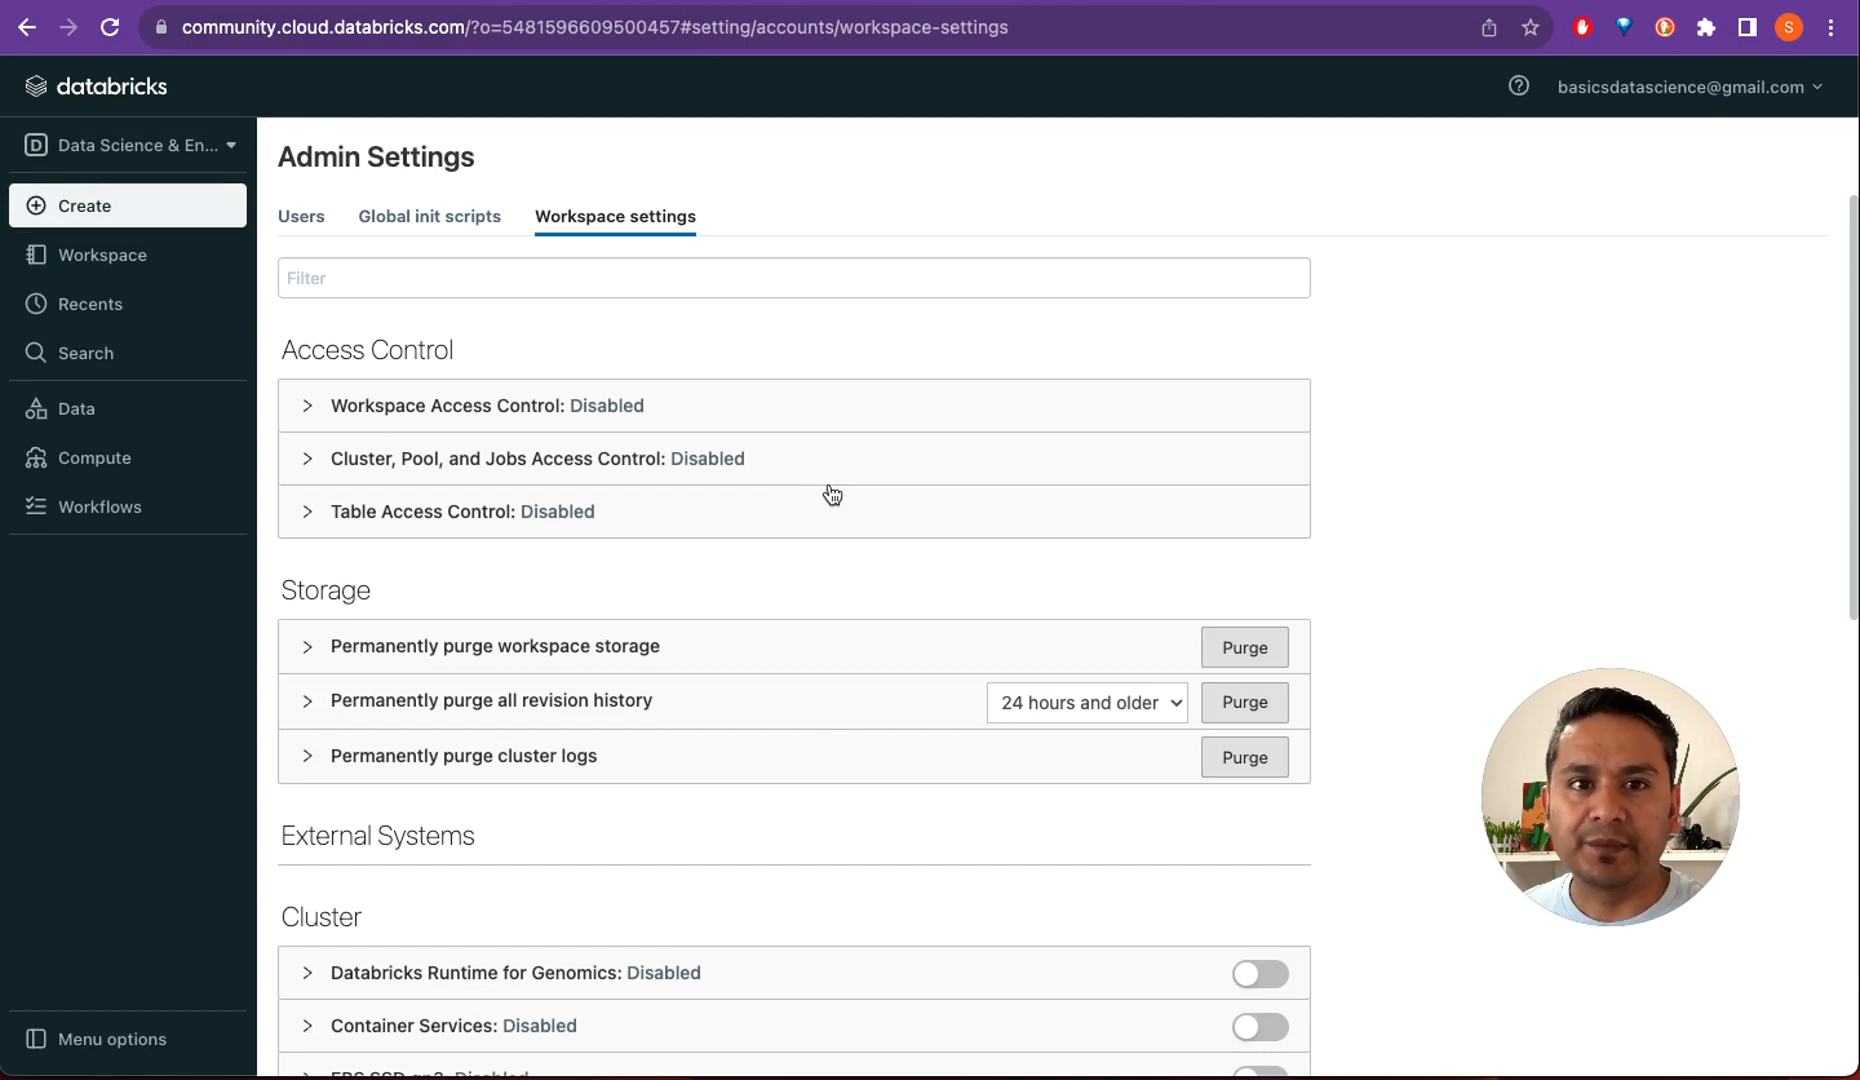 community.cloud.databricks.com/?o=5481596609500457#setting/accounts/workspace-settings
S
databricks
basicsdatascience@gmail.com
D Data Science & En...
Create
Workspace
Recents
Search
Data
Compute
Workflows
Menu options
Admin Settings
Users Global init scripts Workspace settings
Filter
Access Control
Workspace Access Control: Disabled
Cluster, Pool, and Jobs Access Control: Disabled
Table Access Control: Disabled
Storage
Permanently purge workspace storage Purge
Permanently purge all revision history 24 hours and older Purge
Permanently purge cluster logs Purge
External Systems
Cluster
Databricks Runtime for Genomics: Disabled
Container Services: Disabled
EBS SSD gp3: Disabled